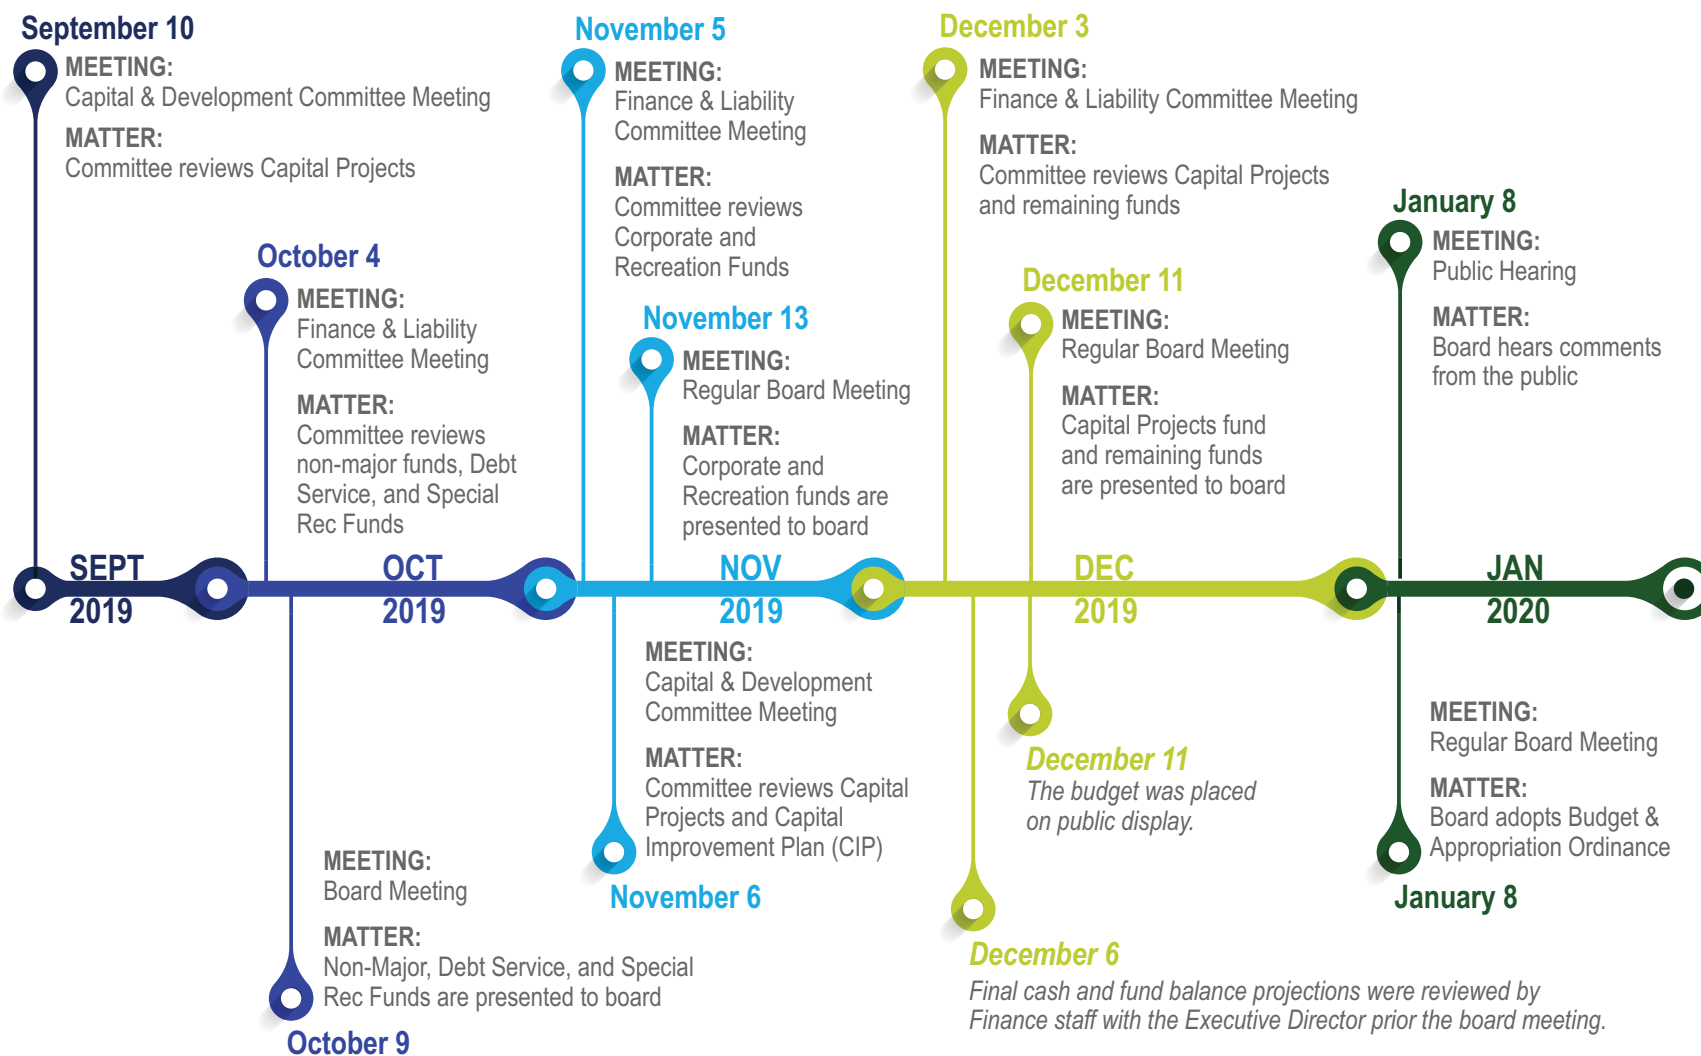 September 10
MEETING:
Capital & Development Committee Meeting
MATTER:
Committee reviews Capital Projects
October 4
MEETING:
Finance & Liability
Committee Meeting
MATTER:
Committee reviews
non-major funds, Debt
Service, and Special
Rec Funds
November 5
MEETING:
Finance & Liability
Committee Meeting
MATTER:
Committee reviews
Corporate and
Recreation Funds
November 13
MEETING:
Regular Board Meeting
MATTER:
Corporate and
Recreation funds are
presented to board
December 3
MEETING:
Finance & Liability Committee Meeting
MATTER:
Committee reviews Capital Projects
and remaining funds
December 11
MEETING:
Regular Board Meeting
MATTER:
Capital Projects fund
and remaining funds
are presented to board
January 8
MEETING:
Public Hearing
MATTER:
Board hears comments
from the public
SEPT
2019
OCT
2019
NOV
2019
DEC
2019
JAN
2020
MEETING:
Board Meeting
MATTER:
Non-Major, Debt Service, and Special
Rec Funds are presented to board
October 9
MEETING:
Capital & Development
Committee Meeting
MATTER:
Committee reviews Capital
Projects and Capital
Improvement Plan (CIP)
November 6
December 11
The budget was placed
on public display.
December 6
Final cash and fund balance projections were reviewed by
Finance staff with the Executive Director prior the board meeting.
MEETING:
Regular Board Meeting
MATTER:
Board adopts Budget &
Appropriation Ordinance
January 8